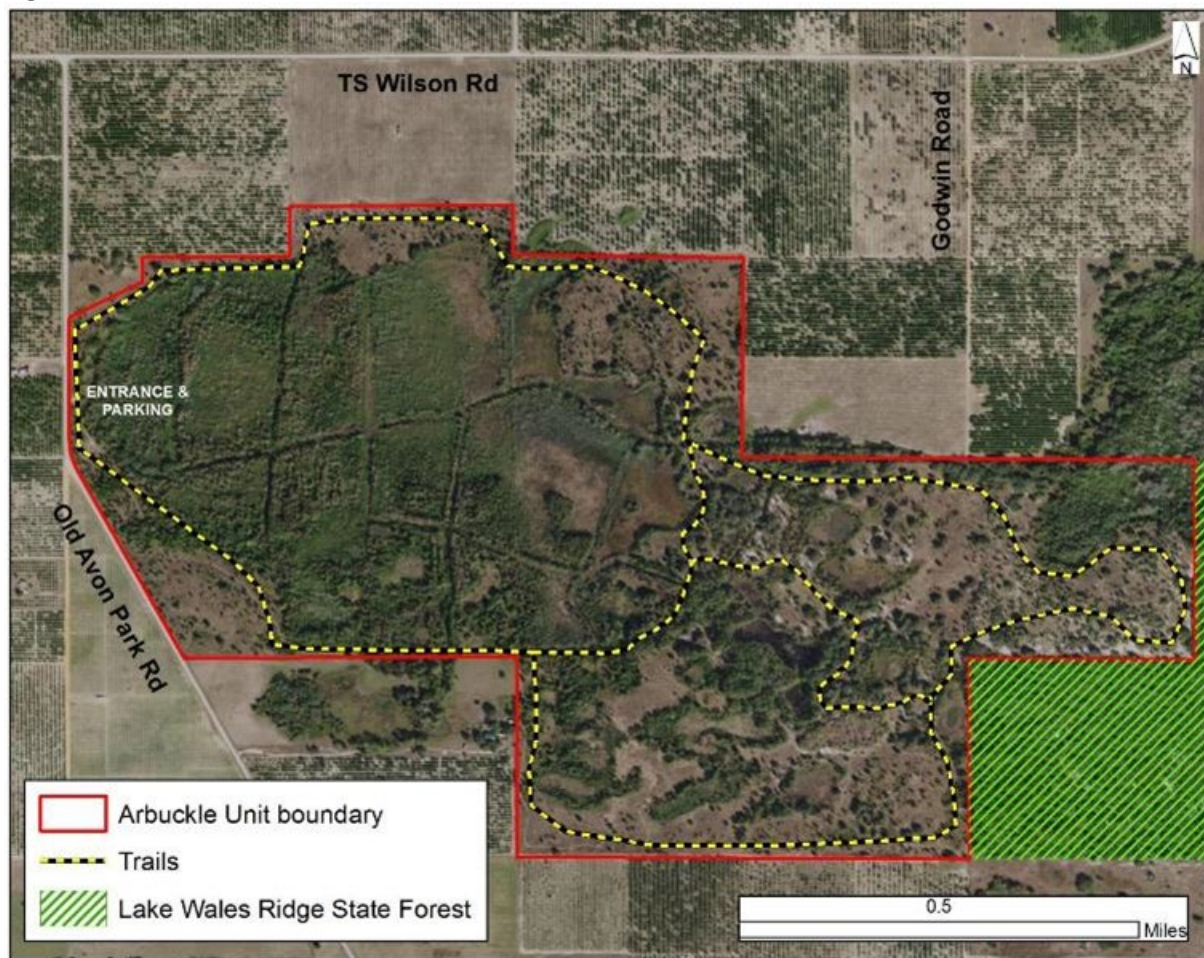 N
TS Wilson Rd
Godwin Road
ENTRANCE &
PARKING
Old Avon Park Rd
Arbuckle Unit boundary
Trails
Lake Wales Ridge State Forest
0.5
Miles